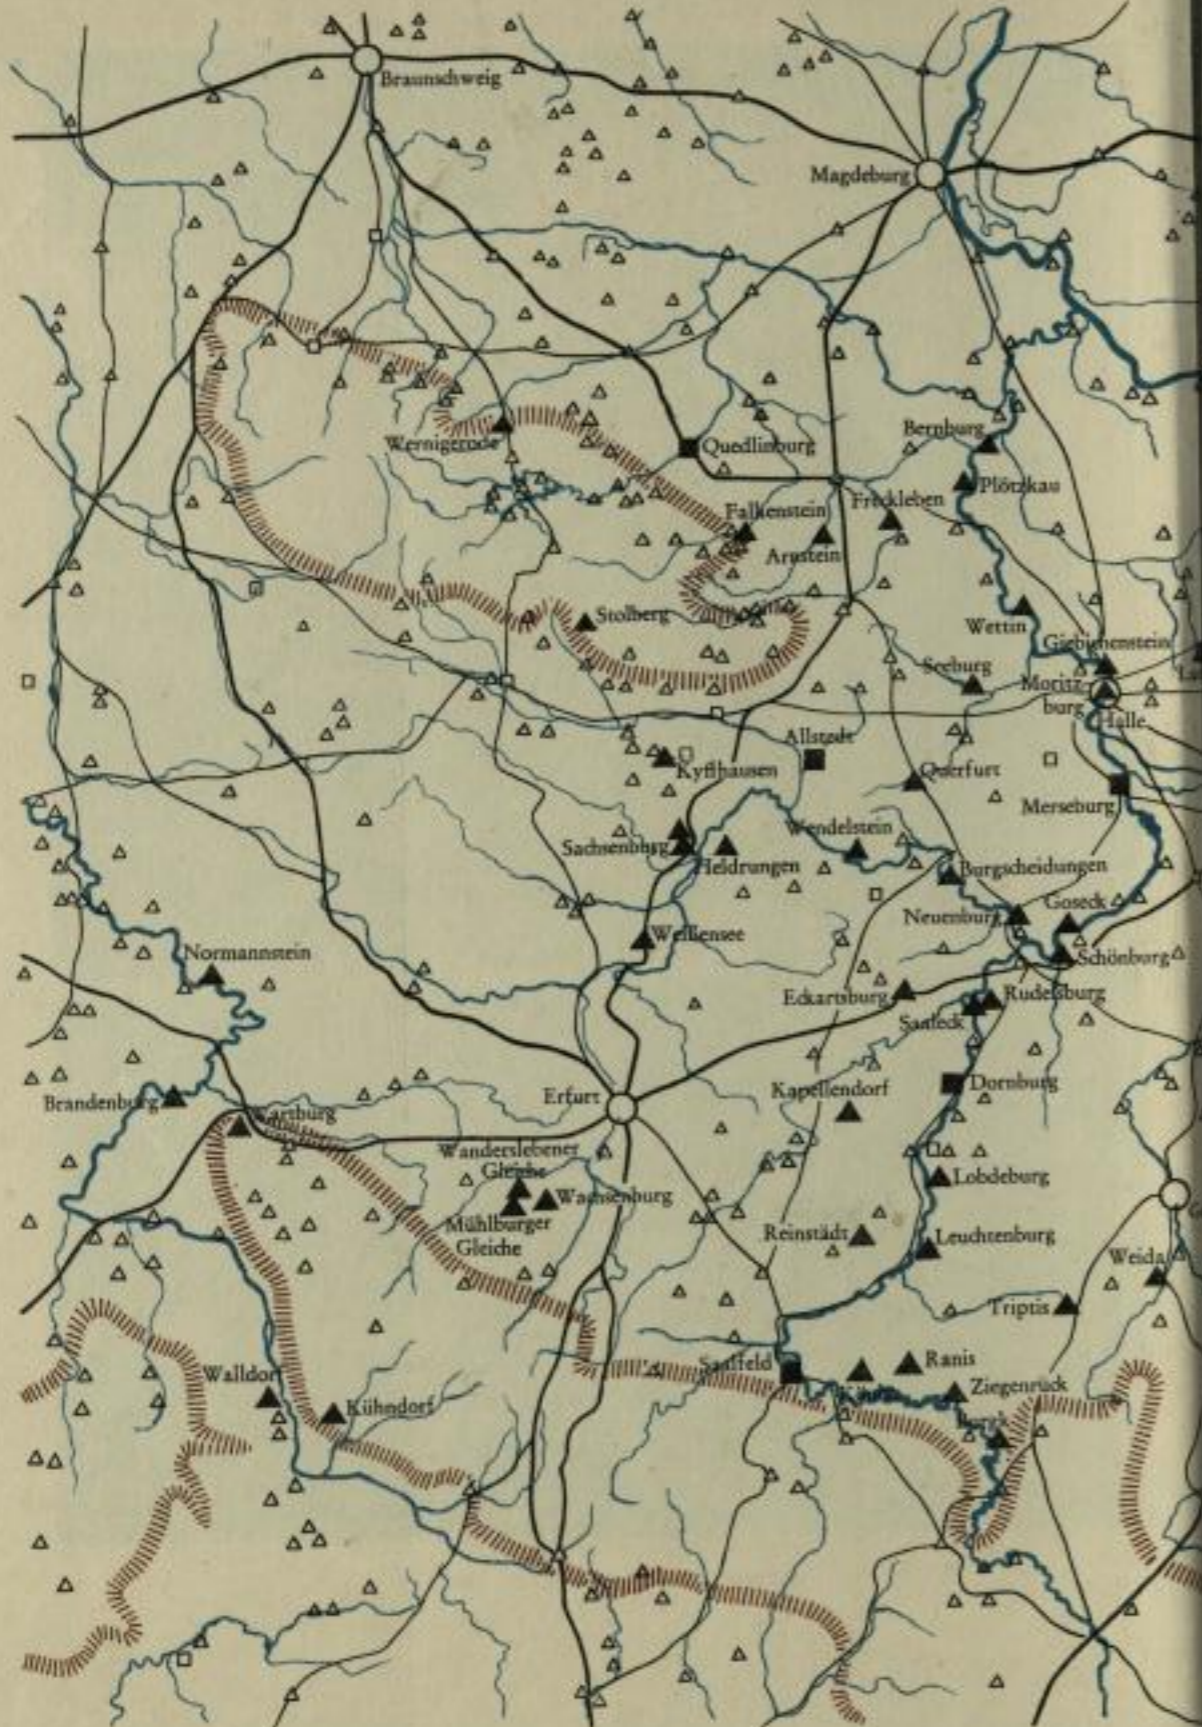 Braunschweig
Magdeburg
Wernigerode
Quedlinburg
Bernburg
Plötzkau
Freckleben
Falkenstein
Arnstein
Stolberg
Wettin
Giebichenstein
Seeburg
Moritz-
burg
Halle
Allstedt
Kyffhausen
Querfurt
Merseburg
Wendelstein
Sachsenburg
Heldrungen
Burgscheidungen
Neuenburg
Goseck
Weißensee
Normannstein
Schönburg
Eckartsburg
Rudelsburg
Saaleck
Dornburg
Brandenburg
Erfurt
Kapellendorf
Wartburg
Wanderslebener
Gleiche
Lobdeburg
Wachsenburg
Mühlburger
Gleiche
Reinstädt
Leuchtenburg
Weida
Triptis
Saalfeld
Ranis
Walldorf
Ziegenrück
Kühndorf
Burgk